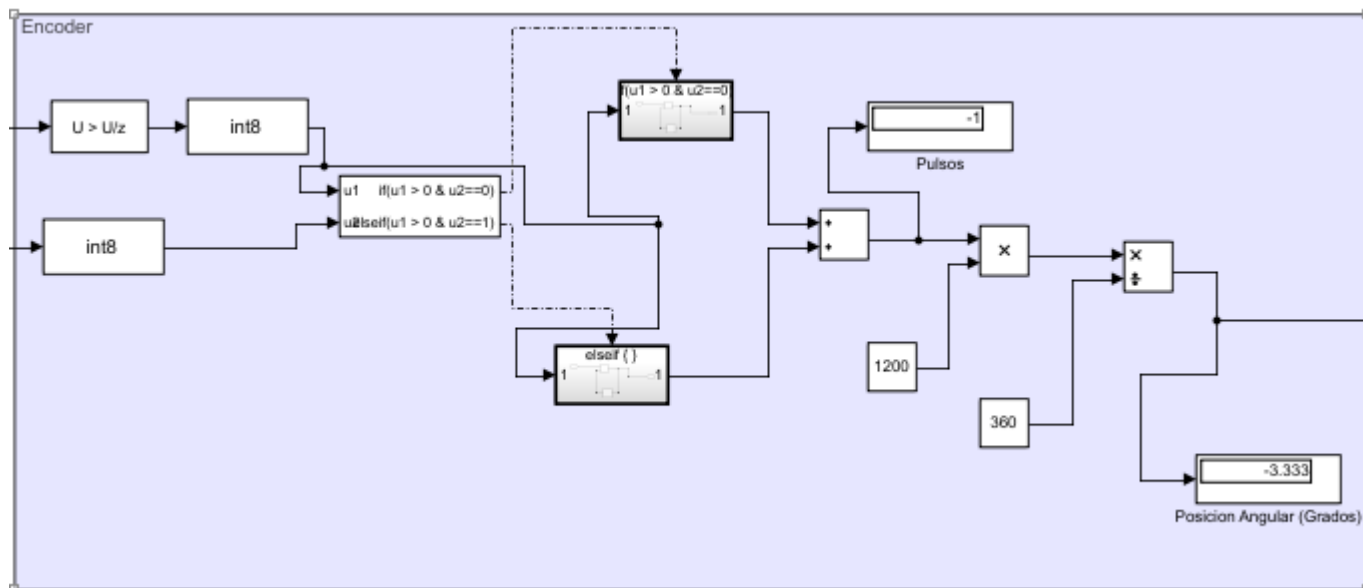 Encoder
U > U/z
int8
int8
u1 if(u1 > 0 & u2==0)
u2 elseif(u1 > 0 & u2==1)
if(u1 > 0 & u2==0)
1 1
elseif { }
1 1
+
+
-1
Pulsos
×
1200
×
÷
360
-3.333
Posicion Angular (Grados)